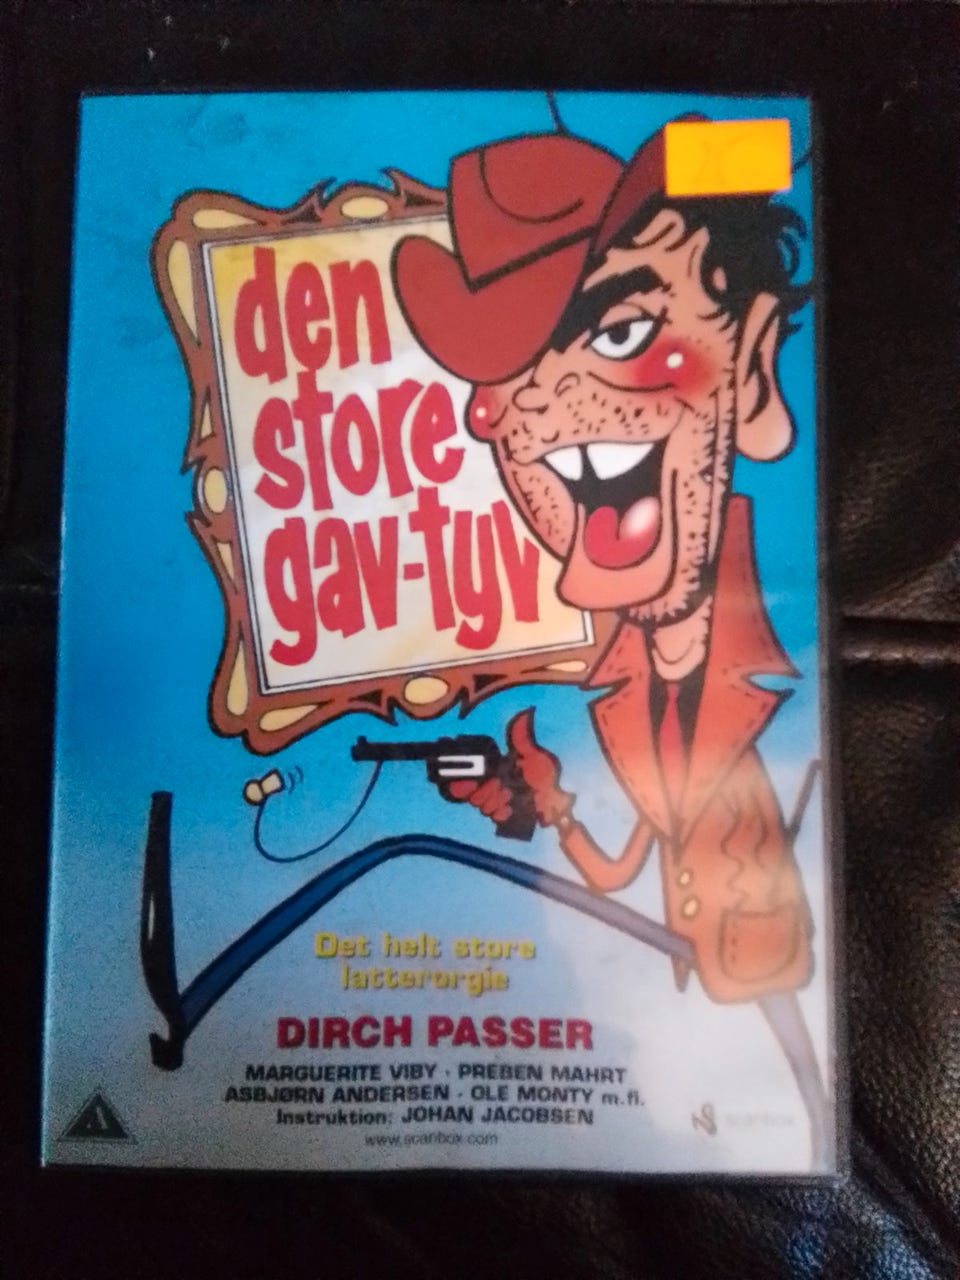 den
store
gav-tyv
Det helt store
latterorgie
DIRCH PASSER
MARGUERITE VIBY · PREBEN MAHRT
ASBJØRN ANDERSEN · OLE MONTY m.fl.
Instruktion: JOHAN JACOBSEN
www.scanbox.com
scanbox
A